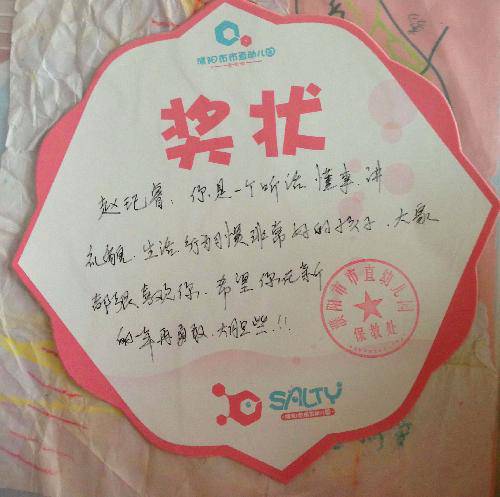 濮阳市市直幼儿园
奖状
赵纪睿、你是一个听话、懂事、讲
礼貌、生活行为习惯非常好的孩子、大家
都很喜欢你、希望你在新
的一年再勇敢、大胆些!!
濮阳市市直幼儿园
保教处
SALTY
濮阳市市直幼儿园